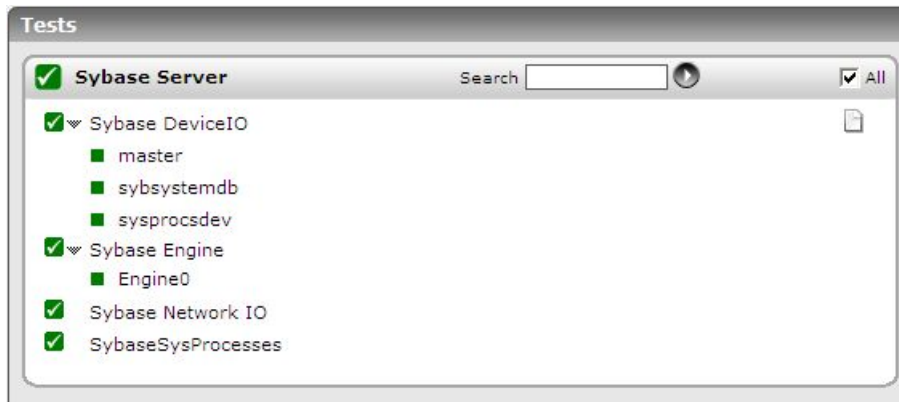 Tests
Sybase Server Search All
Sybase DeviceIO
master
sybsystemdb
sysprocsdev
Sybase Engine
Engine0
Sybase Network IO
SybaseSysProcesses